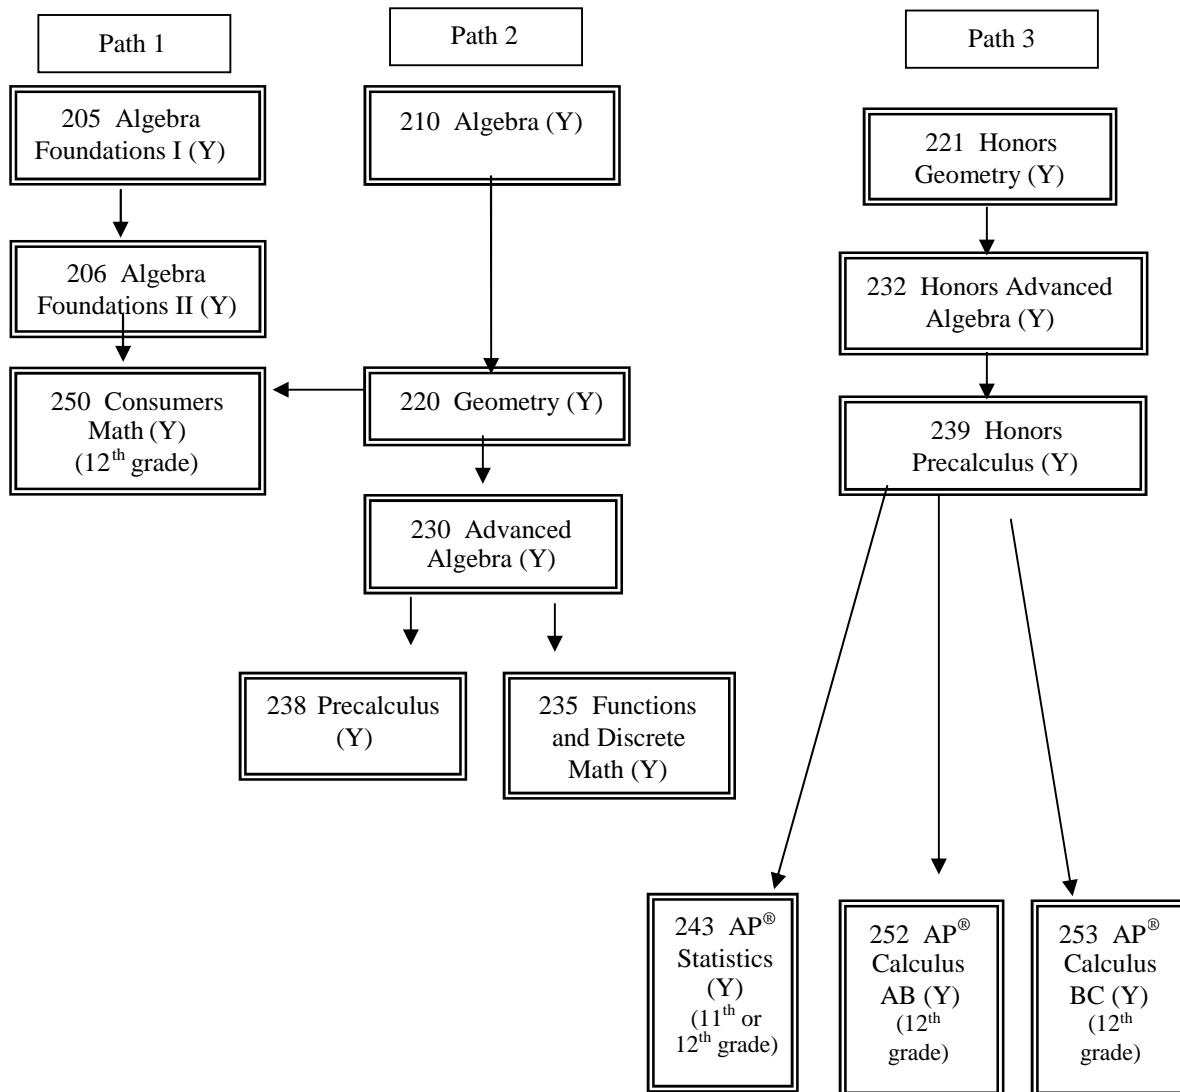 Path 1
Path 2
Path 3
205 Algebra
Foundations I (Y)
210 Algebra (Y)
221 Honors
Geometry (Y)
206 Algebra
Foundations II (Y)
232 Honors Advanced
Algebra (Y)
250 Consumers
Math (Y)
(12th grade)
220 Geometry (Y)
239 Honors
Precalculus (Y)
230 Advanced
Algebra (Y)
238 Precalculus
(Y)
235 Functions
and Discrete
Math (Y)
243 AP®
Statistics
(Y)
(11th or
12th grade)
252 AP®
Calculus
AB (Y)
(12th
grade)
253 AP®
Calculus
BC (Y)
(12th
grade)